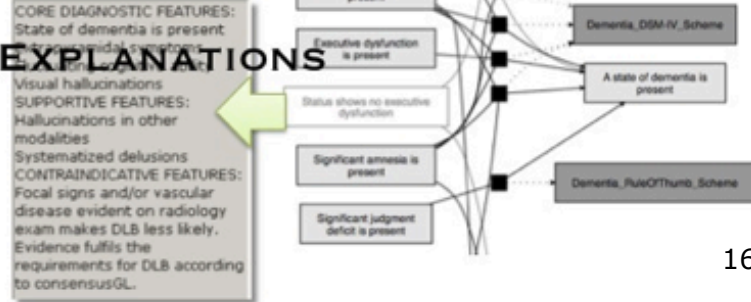 CORE DIAGNOSTIC FEATURES:
State of dementia is present
EXPLANATIONS
Visual hallucinations
SUPPORTIVE FEATURES:
Hallucinations in other
modalities
Systematized delusions
CONTRAINDICATIVE FEATURES:
Focal signs and/or vascular
disease evident on radiology
exam makes DLB less likely.
Evidence fulfils the
requirements for DLB according
to consensusGL.
present
Executive dysfunction
is present
Status shows no executive
dysfunction
Significant amnesia is
present
Significant judgment
deficit is present
Dementia_DSM-IV_Scheme
A state of dementia is
present
Dementia_RuleOfThumb_Scheme
16